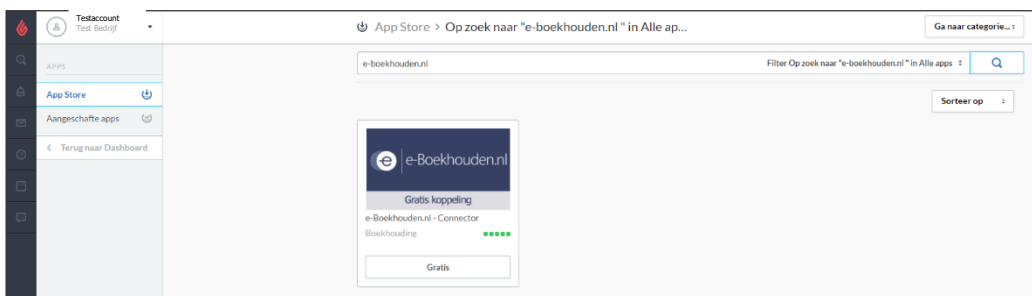 Testaccount
Test Bedrijf
App Store > Op zoek naar "e-boekhouden.nl " in Alle ap...
Ga naar categorie...
APPS
App Store
Aangeschafte apps
< Terug naar Dashboard
e-boekhouden.nl
Filter Op zoek naar "e-boekhouden.nl " in Alle apps
Sorteer op
e e-Boekhouden.nl
Gratis koppeling
e-Boekhouden.nl - Connector
Boekhouding
Gratis